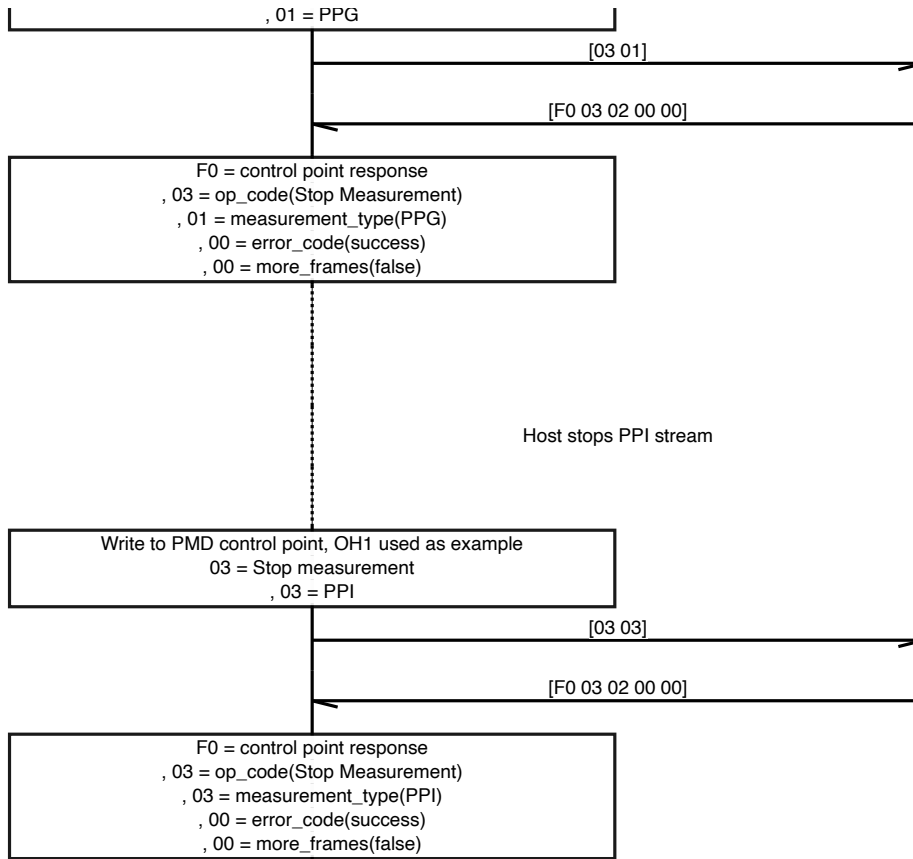 , 01 = PPG
[03 01]
[F0 03 02 00 00]
F0 = control point response
, 03 = op_code(Stop Measurement)
, 01 = measurement_type(PPG)
, 00 = error_code(success)
, 00 = more_frames(false)
Host stops PPI stream
Write to PMD control point, OH1 used as example
03 = Stop measurement
, 03 = PPI
[03 03]
[F0 03 02 00 00]
F0 = control point response
, 03 = op_code(Stop Measurement)
, 03 = measurement_type(PPI)
, 00 = error_code(success)
, 00 = more_frames(false)